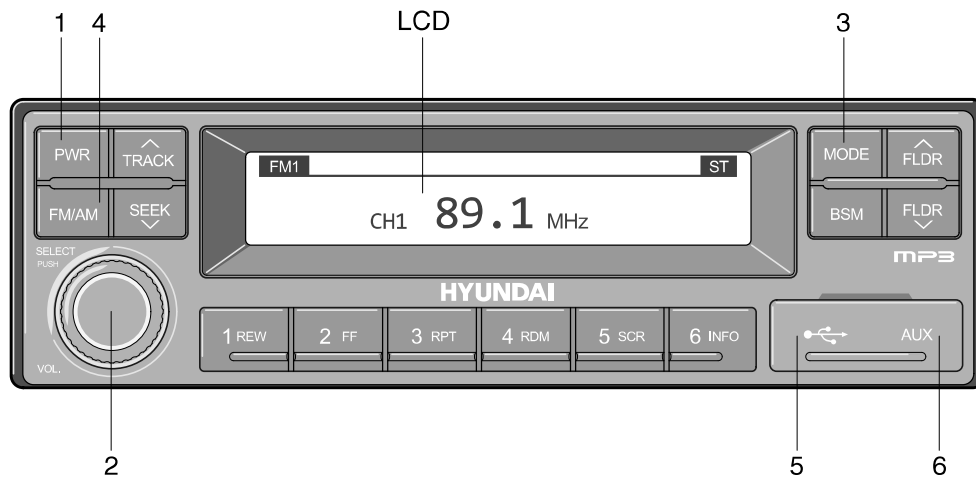 1 4 LCD 3
PWR TRACK
FM/AM SEEK
FM1 ST
CH1 89.1 MHz
MODE FLDR
BSM FLDR
MP3
SELECT
PUSH
VOL.
HYUNDAI
1 REW 2 FF 3 RPT 4 RDM 5 SCR 6 INFO
AUX
2 5 6